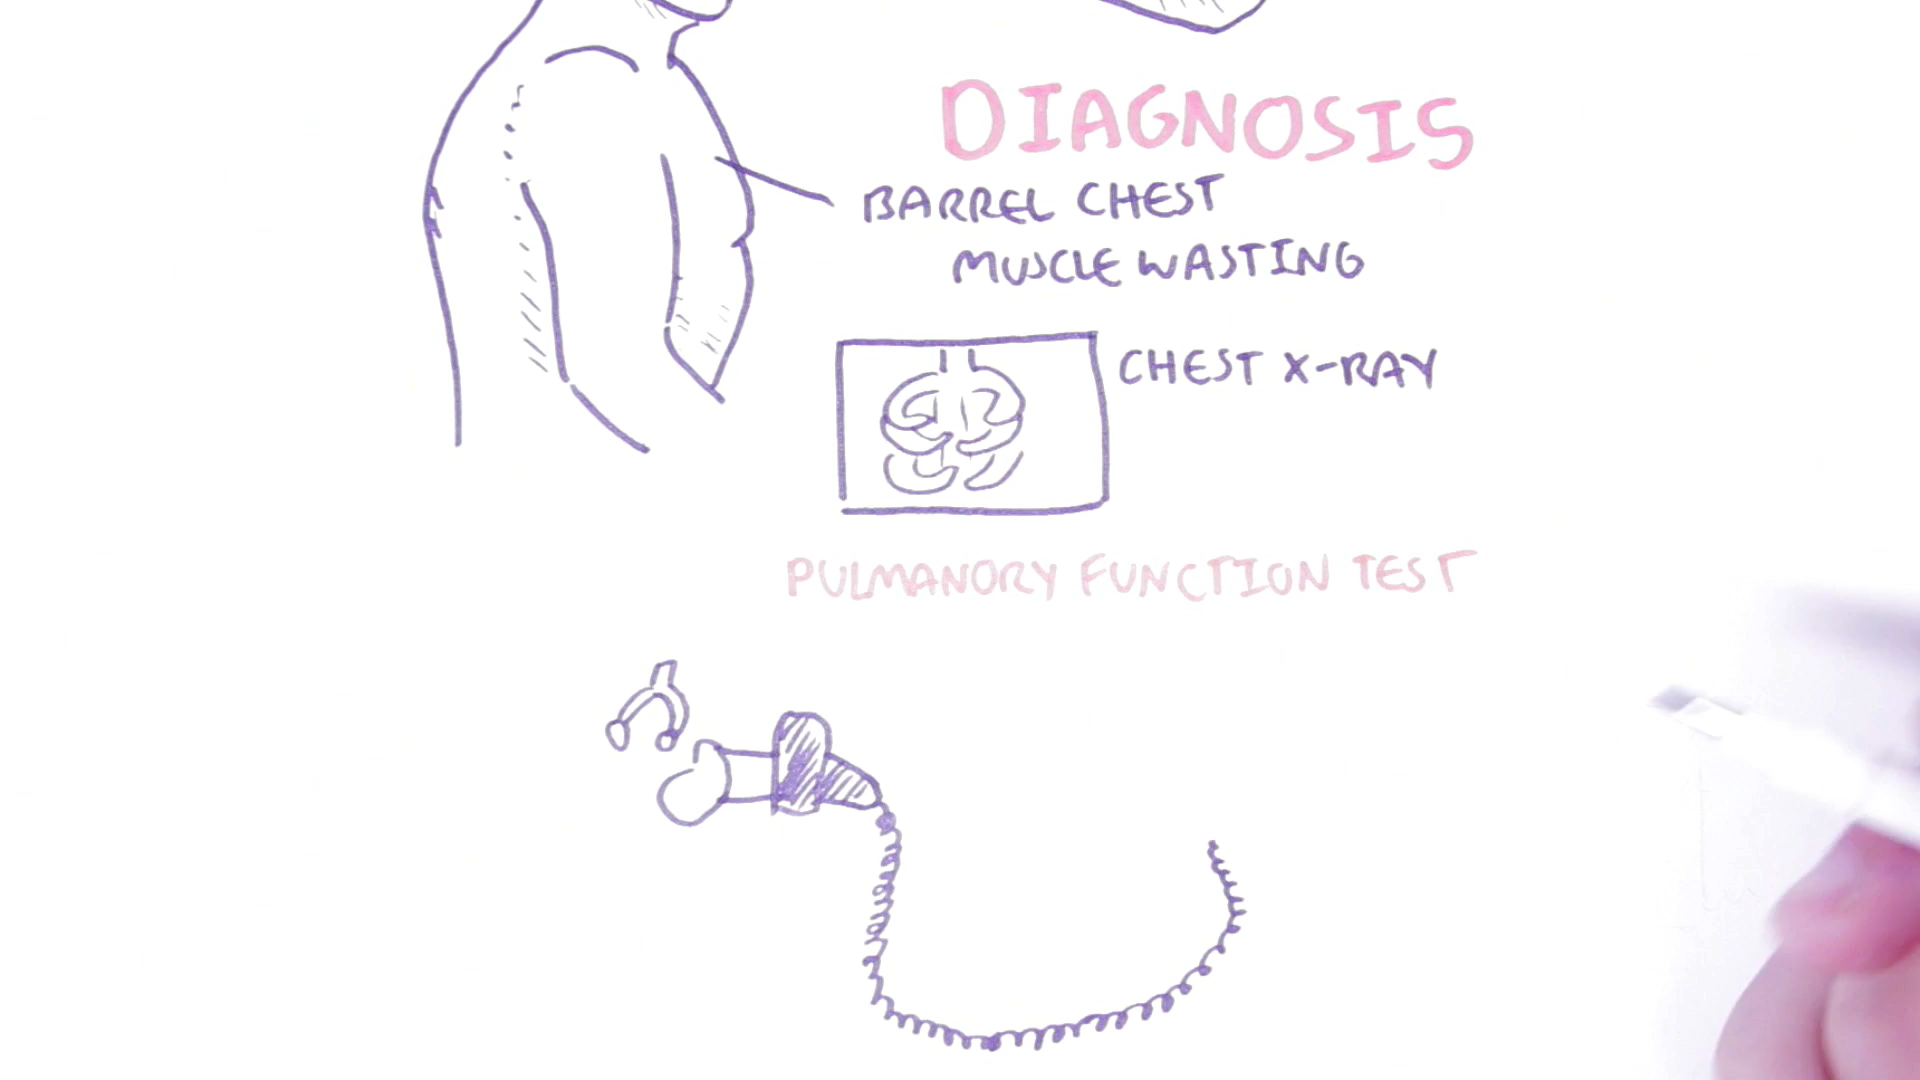 DIAGNOSIS
BARREL CHEST
MUSCLE WASTING
CHEST X-RAY
PULMANORY FUNCTION TEST